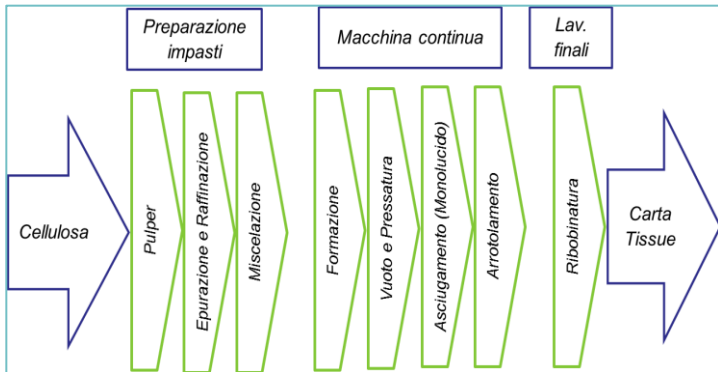 Preparazione
impasti
Macchina continua
Lav.
finali
Cellulosa
Pulper
Epurazione e Raffinazione
Miscelazione
Formazione
Vuoto e Pressatura
Asciugamento (Monolucido)
Arrotolamento
Ribobinatura
Carta
Tissue